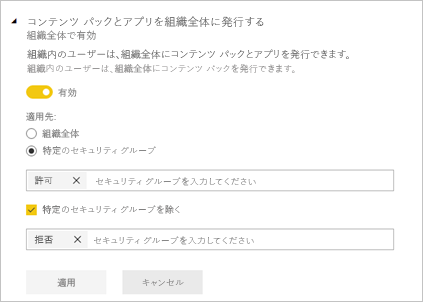 コンテンツ パックとアプリを組織全体に発行する
組織全体で有効
組織内のユーザーは、組織全体にコンテンツ パックとアプリを発行できます。
組織内のユーザーは、組織全体にコンテンツ パックを発行できます。
有効
適用先:
組織全体
特定のセキュリティ グループ
許可 × セキュリティ グループを入力してください
特定のセキュリティ グループを除く
拒否 × セキュリティ グループを入力してください
適用 キャンセル